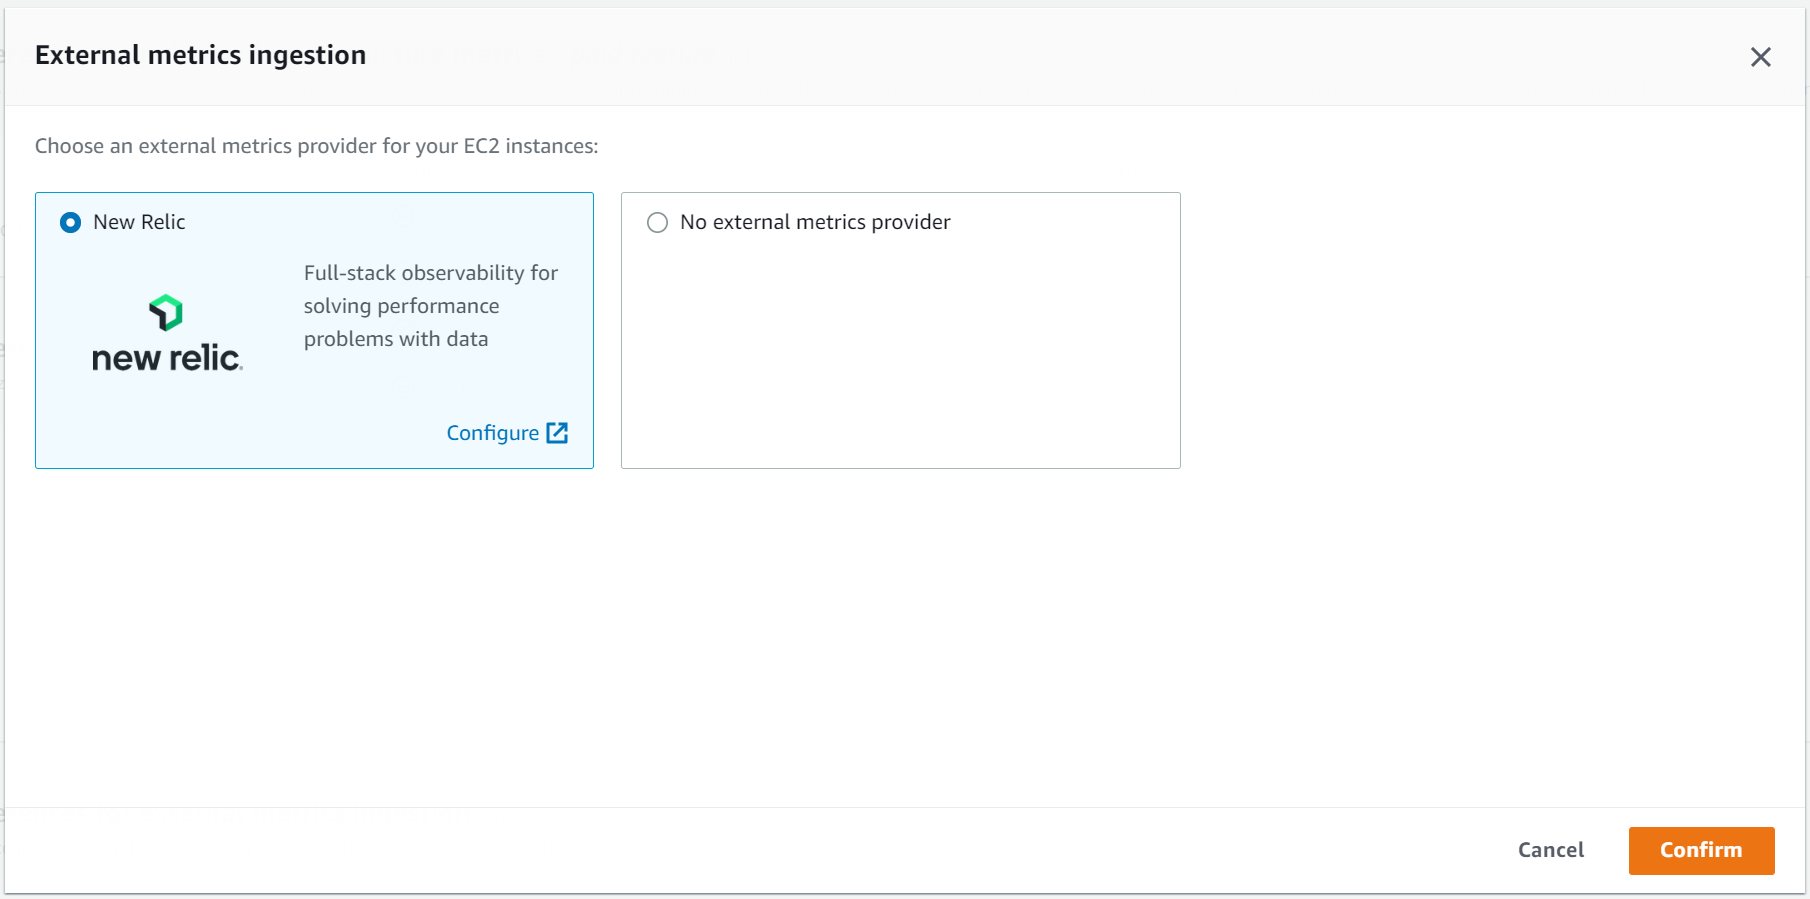 External metrics ingestion
Choose an external metrics provider for your EC2 instances:
New Relic
Full-stack observability for
solving performance
problems with data
new relic.
Configure
No external metrics provider
Cancel
Confirm